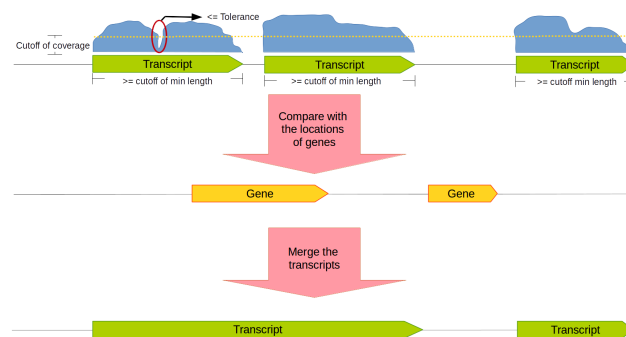 <= Tolerance
Cutoff of coverage
Transcript
Transcript
Transcript
>= cutoff of min length
>= cutoff of min length
>= cutoff of min length
Compare with
the locations
of genes
Gene
Gene
Merge the
transcripts
Transcript
Transcript